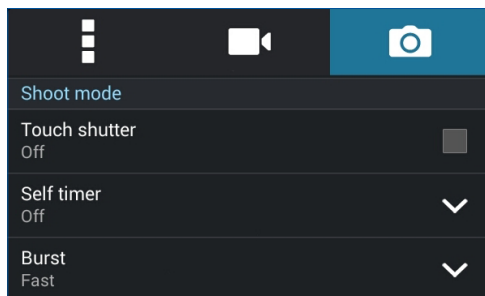 Shoot mode
Touch shutter
Off
Self timer
Off
Burst
Fast